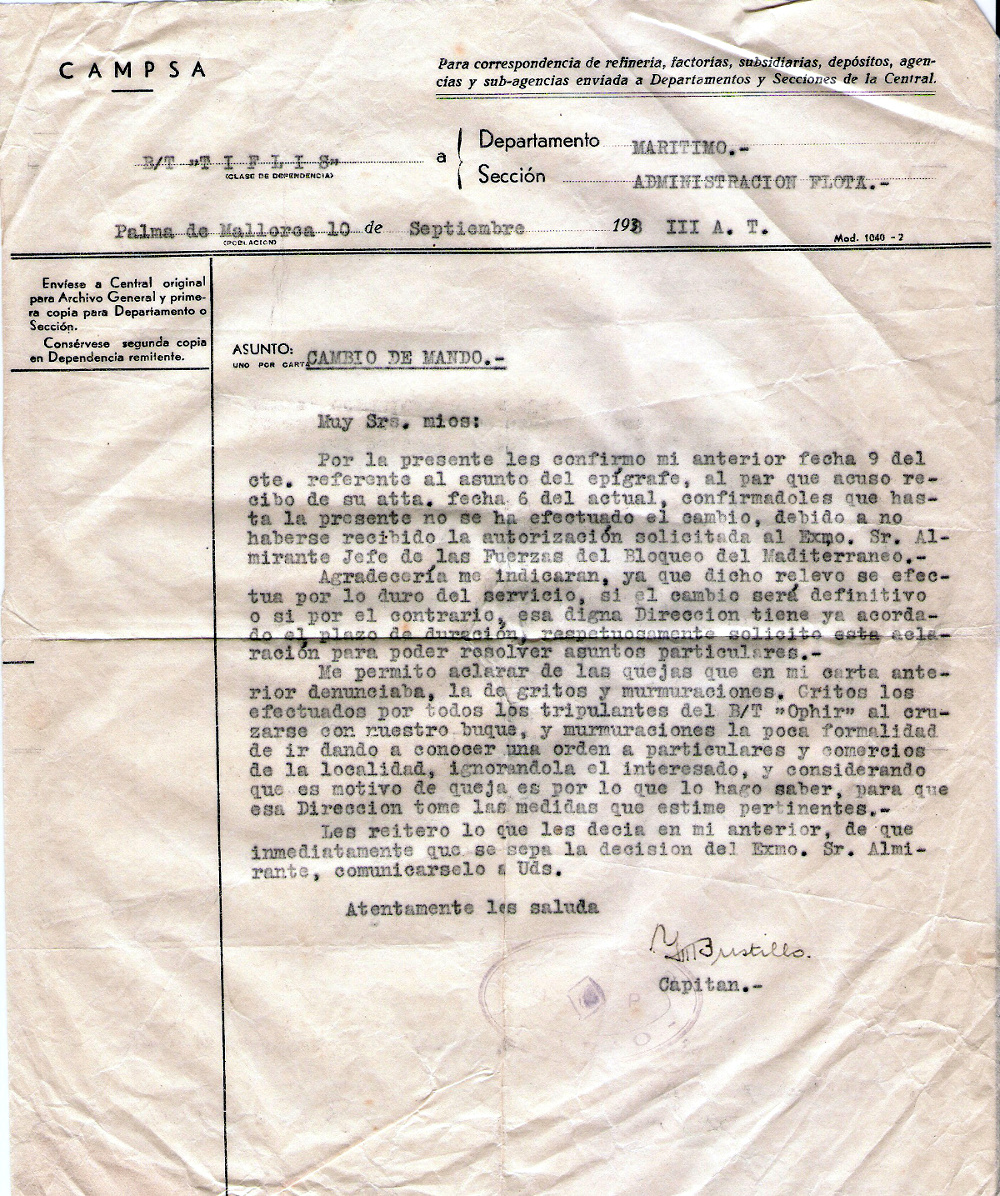 CAMPSA
Para correspondencia de refinería, factorías, subsidiarias, depósitos, agen-
cias y sub-agencias enviada a Departamentos y Secciones de la Central.
B/T "T I F L I S"
(CLASE DE DEPENDENCIA)
a
Departamento MARITIMO.-
Sección ADMINISTRACION FLOTA.-
Palma de Mallorca 10 de Septiembre 1938 III A. T.
(POBLACION)
Mod. 1040 - 2
Envíese a Central original
para Archivo General y prime-
ra copia para Departamento o
Sección.
Consérvese segunda copia
en Dependencia remitente.
ASUNTO: CAMBIO DE MANDO.-
UNO POR CARTA
Muy Srs. mios:
Por la presente les confirmo mi anterior fecha 9 del
cte. referente al asunto del epígrafe, al par que acuso re-
cibo de su atta. fecha 6 del actual, confirmadoles que has-
ta la presente no se ha efectuado el cambio, debido a no
haberse recibido la autorización solicitada al Exmo. Sr. Al-
mirante Jefe de las Fuerzas del Bloqueo del Maditerraneo.-
Agradecería me indicaran, ya que dicho relevo se efec-
tua por lo duro del servicio, si el cambio será definitivo
o si por el contrario, esa digna Direccion tiene ya acorda-
do el plazo de duración, respetuosamente solicito esta acla-
ración para poder resolver asuntos particulares.-
Me permito aclarar de las quejas que en mi carta ante-
rior denunciaba, la de gritos y murmuraciones. Gritos los
efectuados por todos los tripulantes del B/T "Ophir" al cru-
zarse con nuestro buque, y murmuraciones la poca formalidad
de ir dando a conocer una orden a particulares y comercios
de la localidad, ignorandola el interesado, y considerando
que es motivo de queja es por lo que lo hago saber, para que
esa Direccion tome las medidas que estime pertinentes.-
Les reitero lo que les decia en mi anterior, de que
inmediatamente que se sepa la decision del Exmo. Sr. Almi-
rante, comunicarselo a Uds.
Atentamente les saluda
Bustillo.
Capitan.-